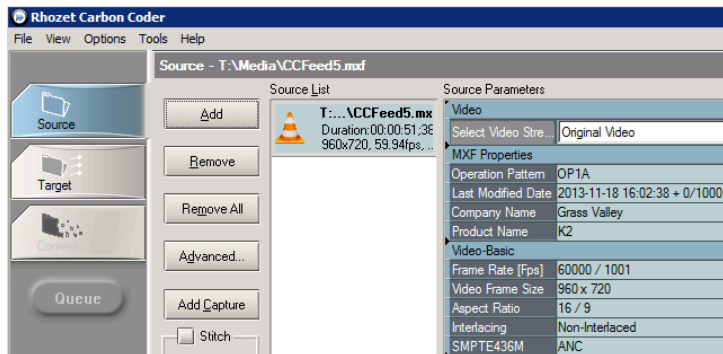 Rhozet Carbon Coder
File View Options Tools Help
Source - T:\Media\CCFeed5.mxf
Source
Target
Convert
Queue
Add
Remove
Remove All
Advanced...
Add Capture
Stitch
Source List
T:...\CCFeed5.mx
Duration:00:00:51;36
960x720, 59.94fps, ..
Source Parameters
Video
Select Video Stre... Original Video
MXF Properties
Operation Pattern OP1A
Last Modified Date 2013-11-18 16:02:38 + 0/1000
Company Name Grass Valley
Product Name K2
Video-Basic
Frame Rate [Fps] 60000 / 1001
Video Frame Size 960 x 720
Aspect Ratio 16 / 9
Interlacing Non-Interlaced
SMPTE436M ANC